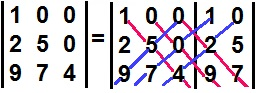 | 1 0 0 | = | 1 0 0 | 1 0
| 2 5 0 | = | 2 5 0 | 2 5
| 9 7 4 | = | 9 7 4 | 9 7